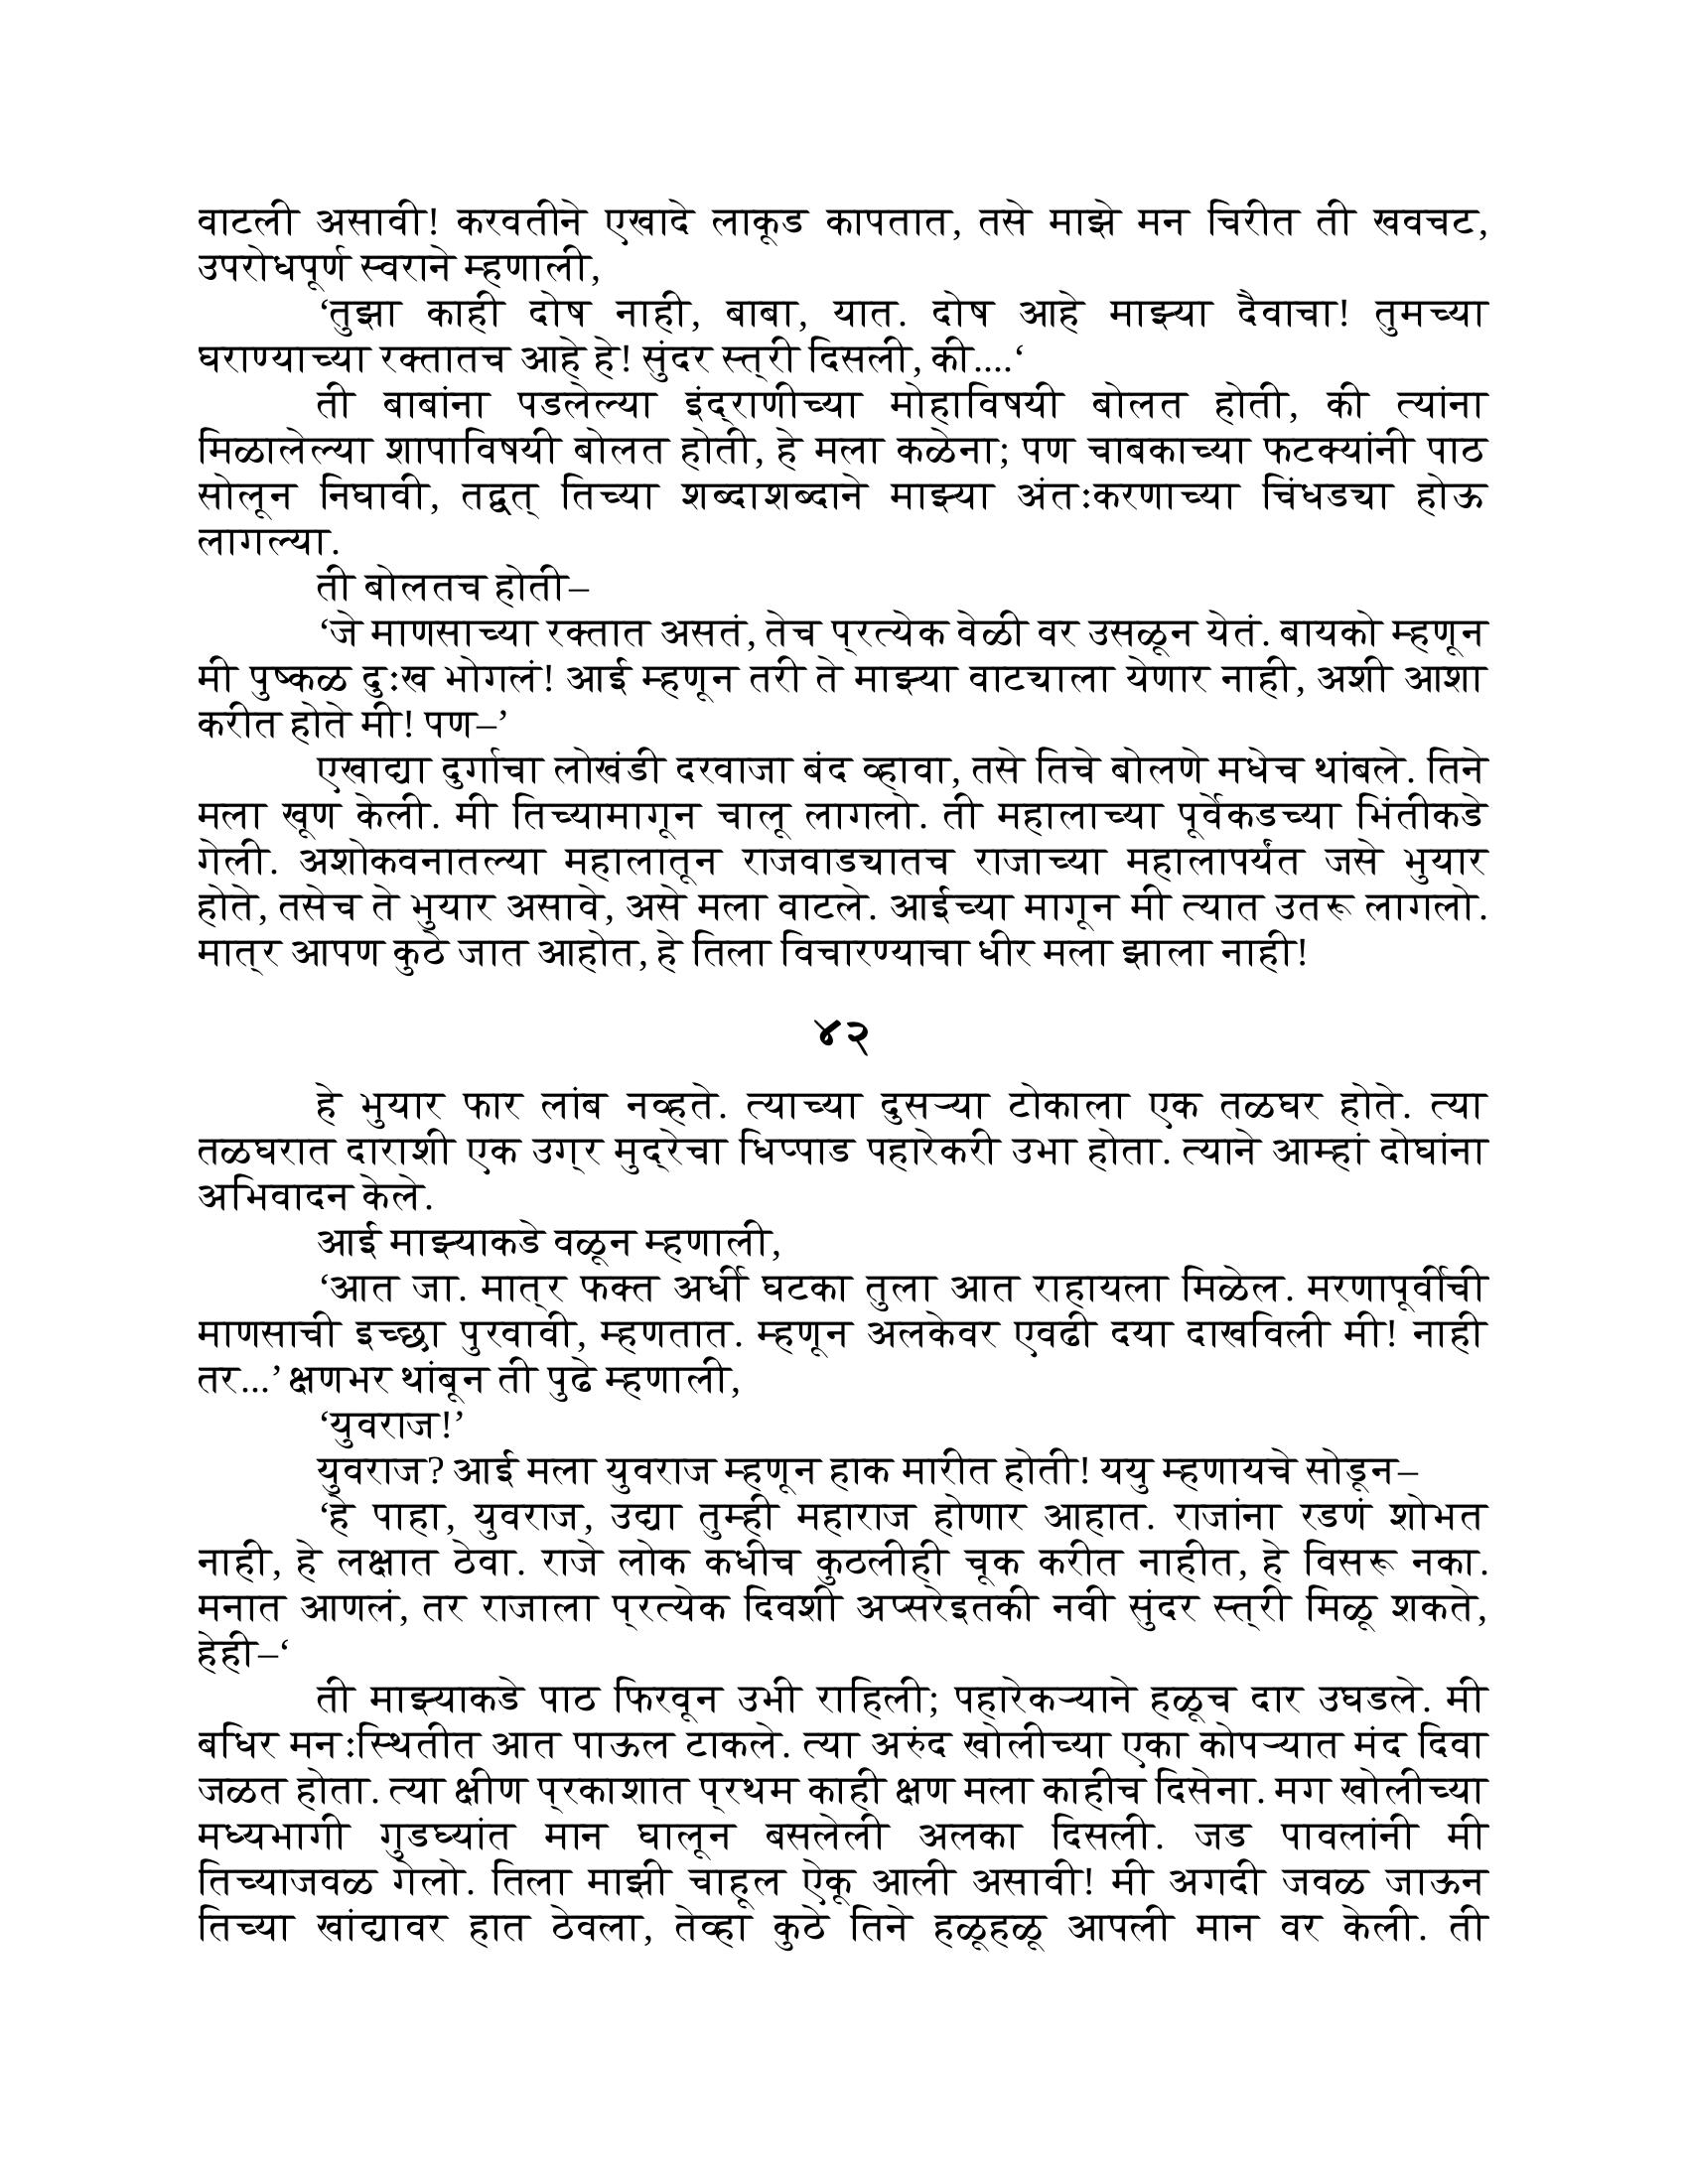 वाटली असावी! करवतीने एखादे लाकूड कापतात, तसे माझे मन चिरीत ती खवचट,
उपरोधपूर्ण स्वराने म्हणाली,
‘तुझा काही दोष नाही, बाबा, यात. दोष आहे माझ्या दैवाचा! तुमच्या
घराण्याच्या रक्तातच आहे हे! सुंदर स्त्री दिसली, की....‘
ती बाबांना पडलेल्या इंद्राणीच्या मोहाविषयी बोलत होती, की त्यांना
मिळालेल्या शापाविषयी बोलत होती, हे मला कळेना; पण चाबकाच्या फटक्यांनी पाठ
सोलून निघावी, तद्वत् तिच्या शब्दाशब्दाने माझ्या अंतःकरणाच्या चिंधड्या होऊ
लागल्या.
ती बोलतच होती–
‘जे माणसाच्या रक्तात असतं, तेच प्रत्येक वेळी वर उसळून येतं. बायको म्हणून
मी पुष्कळ दुःख भोगलं! आई म्हणून तरी ते माझ्या वाट्याला येणार नाही, अशी आशा
करीत होते मी! पण–’
एखाद्या दुर्गाचा लोखंडी दरवाजा बंद व्हावा, तसे तिचे बोलणे मधेच थांबले. तिने
मला खूण केली. मी तिच्यामागून चालू लागलो. ती महालाच्या पूर्वेकडच्या भिंतीकडे
गेली. अशोकवनातल्या महालातून राजवाड्यातच राजाच्या महालापर्यंत जसे भुयार
होते, तसेच ते भुयार असावे, असे मला वाटले. आईच्या मागून मी त्यात उतरू लागलो.
मात्र आपण कुठे जात आहोत, हे तिला विचारण्याचा धीर मला झाला नाही!
४२
हे भुयार फार लांब नव्हते. त्याच्या दुसऱ्या टोकाला एक तळघर होते. त्या
तळघरात दाराशी एक उग्र मुद्रेचा धिप्पाड पहारेकरी उभा होता. त्याने आम्हां दोघांना
अभिवादन केले.
आई माझ्याकडे वळून म्हणाली,
‘आत जा. मात्र फक्त अर्धी घटका तुला आत राहायला मिळेल. मरणापूर्वीची
माणसाची इच्छा पुरवावी, म्हणतात. म्हणून अलकेवर एवढी दया दाखविली मी! नाही
तर...’ क्षणभर थांबून ती पुढे म्हणाली,
‘युवराज!’
युवराज? आई मला युवराज म्हणून हाक मारीत होती! ययु म्हणायचे सोडून–
‘हे पाहा, युवराज, उद्या तुम्ही महाराज होणार आहात. राजांना रडणं शोभत
नाही, हे लक्षात ठेवा. राजे लोक कधीच कुठलीही चूक करीत नाहीत, हे विसरू नका.
मनात आणलं, तर राजाला प्रत्येक दिवशी अप्सरेइतकी नवी सुंदर स्त्री मिळू शकते,
हेही–‘
ती माझ्याकडे पाठ फिरवून उभी राहिली; पहारेकऱ्याने हळूच दार उघडले. मी
बधिर मनःस्थितीत आत पाऊल टाकले. त्या अरुंद खोलीच्या एका कोपऱ्यात मंद दिवा
जळत होता. त्या क्षीण प्रकाशात प्रथम काही क्षण मला काहीच दिसेना. मग खोलीच्या
मध्यभागी गुडघ्यांत मान घालून बसलेली अलका दिसली. जड पावलांनी मी
तिच्याजवळ गेलो. तिला माझी चाहूल ऐकू आली असावी! मी अगदी जवळ जाऊन
तिच्या खांद्यावर हात ठेवला, तेव्हा कुठे तिने हळूहळू आपली मान वर केली. ती